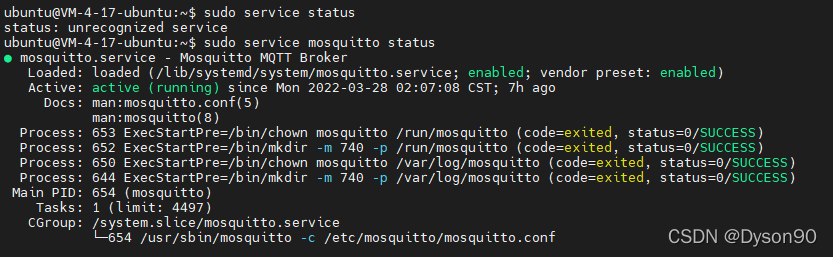 ubuntu@VM-4-17-ubuntu:~$ sudo service status
status: unrecognized service
ubuntu@VM-4-17-ubuntu:~$ sudo service mosquitto status
● mosquitto.service - Mosquitto MQTT Broker
   Loaded: loaded (/lib/systemd/system/mosquitto.service; enabled; vendor preset: enabled)
   Active: active (running) since Mon 2022-03-28 02:07:08 CST; 7h ago
     Docs: man:mosquitto.conf(5)
           man:mosquitto(8)
  Process: 653 ExecStartPre=/bin/chown mosquitto /run/mosquitto (code=exited, status=0/SUCCESS)
  Process: 652 ExecStartPre=/bin/mkdir -m 740 -p /run/mosquitto (code=exited, status=0/SUCCESS)
  Process: 650 ExecStartPre=/bin/chown mosquitto /var/log/mosquitto (code=exited, status=0/SUCCESS)
  Process: 644 ExecStartPre=/bin/mkdir -m 740 -p /var/log/mosquitto (code=exited, status=0/SUCCESS)
 Main PID: 654 (mosquitto)
    Tasks: 1 (limit: 4497)
   CGroup: /system.slice/mosquitto.service
           └─654 /usr/sbin/mosquitto -c /etc/mosquitto/mosquitto.conf
CSDN @Dyson90